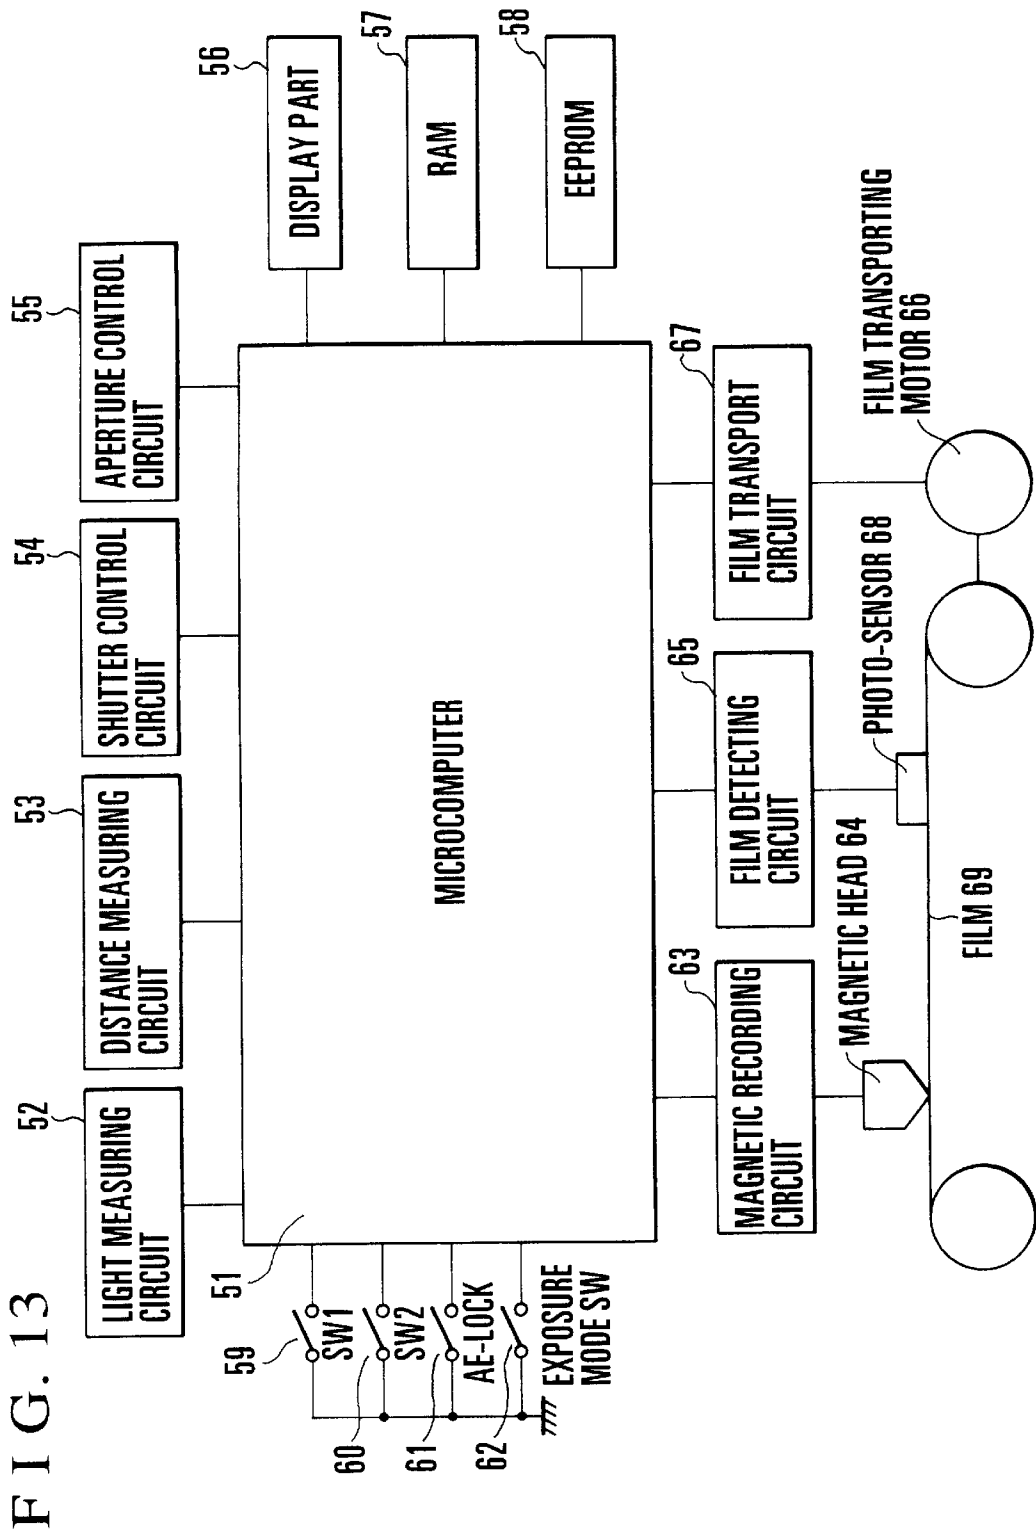 FIG. 13
52
LIGHT MEASURING
CIRCUIT
53
DISTANCE MEASURING
CIRCUIT
54
SHUTTER CONTROL
CIRCUIT
55
APERTURE CONTROL
CIRCUIT
56
DISPLAY PART
57
RAM
58
EEPROM
51
MICROCOMPUTER
59
SW1
60
SW2
61
AE-LOCK
62
EXPOSURE
MODE SW
63
MAGNETIC RECORDING
CIRCUIT
65
FILM DETECTING
CIRCUIT
67
FILM TRANSPORT
CIRCUIT
MAGNETIC HEAD 64
PHOTO-SENSOR 68
FILM TRANSPORTING
MOTOR 66
FILM 69